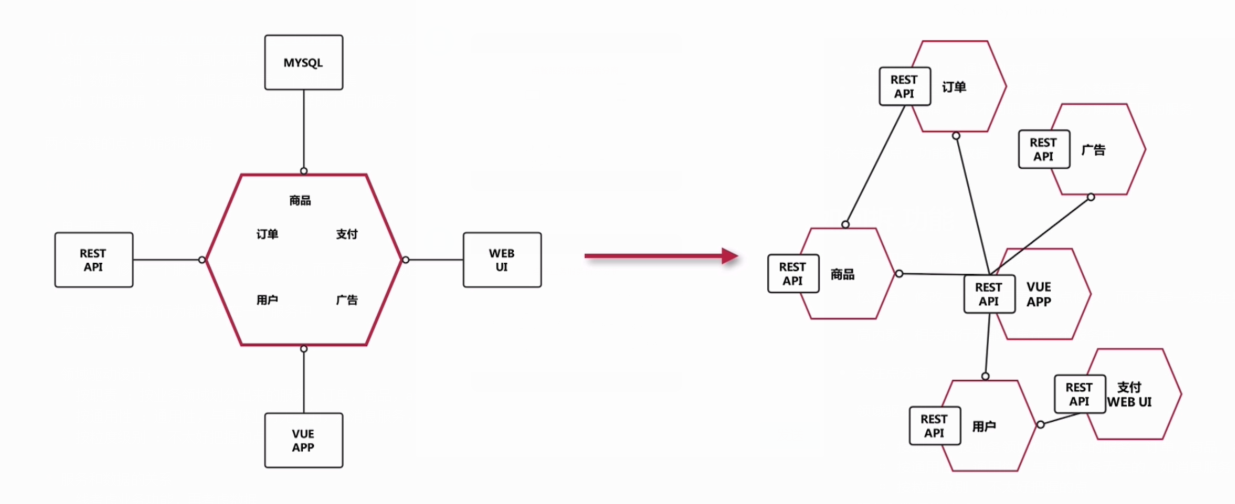 MYSQL
商品
订单
支付
REST
API
WEB
UI
用户
广告
VUE
APP
REST
API
订单
REST
API
广告
REST
API
商品
REST
API
VUE
APP
REST
API
支付
WEB UI
REST
API
用户